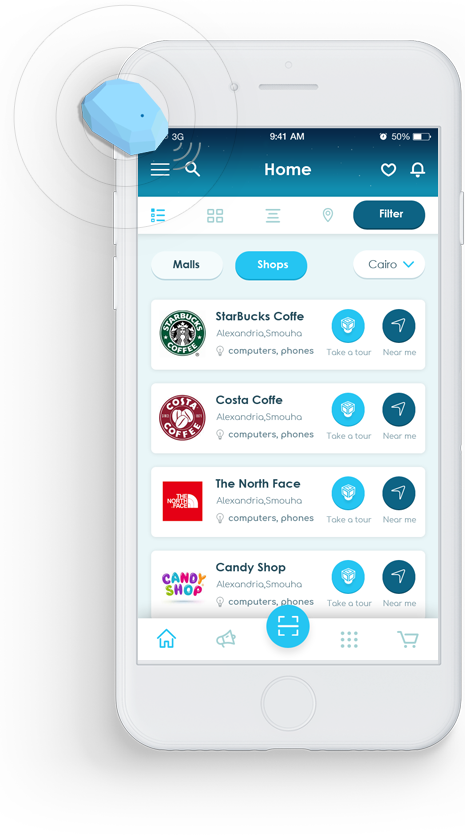 3G 9:41 AM 50%
Home
Filter
Malls Shops Cairo
STARBUCKS
COFFEE
StarBucks Coffe
Alexandria,Smouha
computers, phones
Take a tour Near me
COSTA
COFFEE
Costa Coffe
Alexandria,Smouha
computers, phones
Take a tour Near me
THE
NORTH
FACE
The North Face
Alexandria,Smouha
computers, phones
Take a tour Near me
CANDY
SHOP
Candy Shop
Alexandria,Smouha
computers, phones
Take a tour Near me